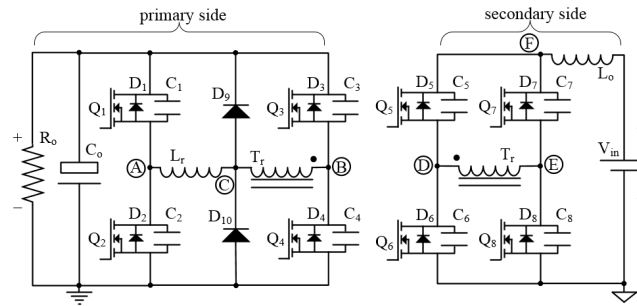 primary side
secondary side
F
D₁ C₁
D₉
D₃ C₃
D₅ C₅
D₇ C₇
Lₒ
Q₁
Q₃
Q₅
Q₇
+
Rₒ
Cₒ
−
A
Lᵣ
C
Tᵣ
B
D
Tᵣ
E
Vᵢₙ
D₂ C₂
D₁₀
D₄ C₄
D₆ C₆
D₈ C₈
Q₂
Q₄
Q₆
Q₈